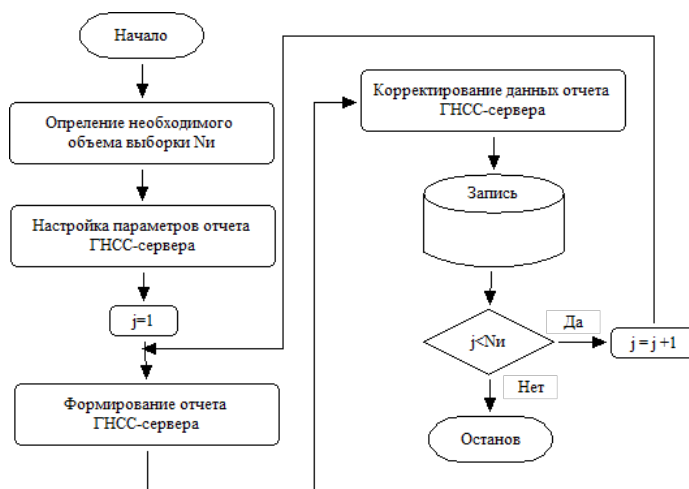 Начало
Опреление необходимого
объема выборки Nи
Настройка параметров отчета
ГНСС-сервера
j=1
Формирование отчета
ГНСС-сервера
Корректирование данных отчета
ГНСС-сервера
Запись
j<Nи
Да
j = j +1
Нет
Останов